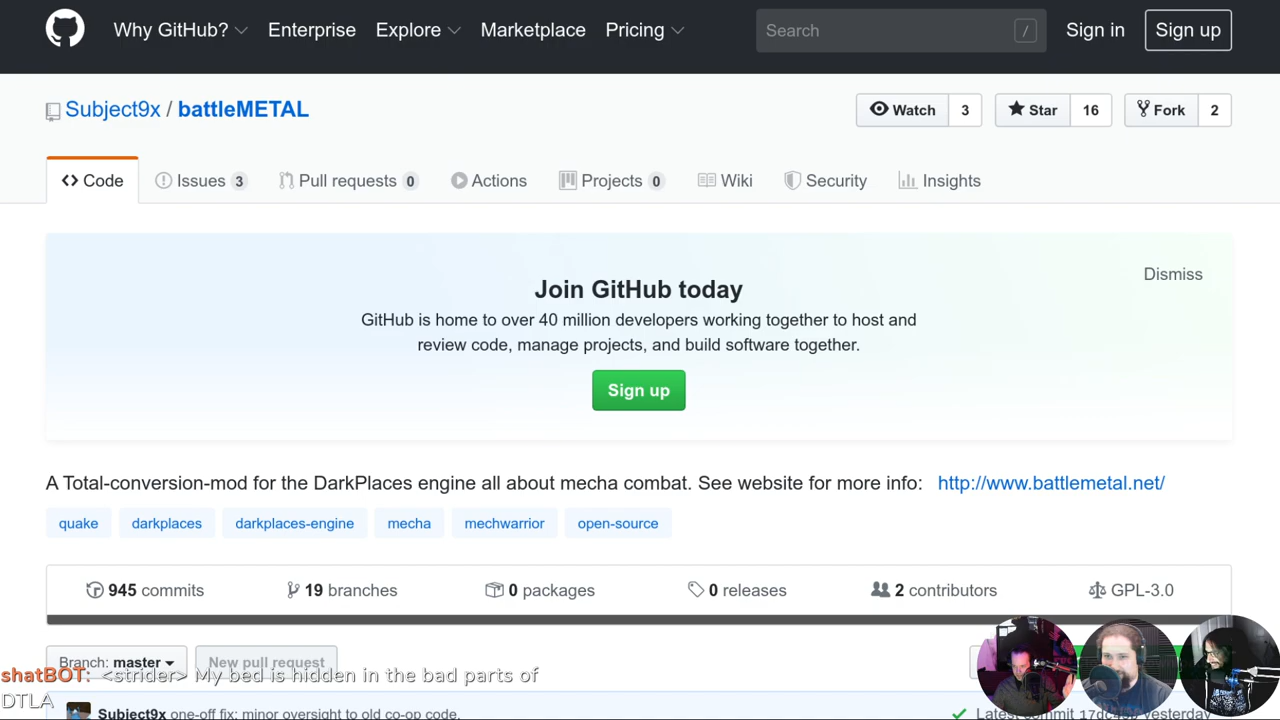 Why GitHub? Enterprise Explore Marketplace Pricing Search / Sign in Sign up
Subject9x / battleMETAL Watch 3 Star 16 Fork 2
Code Issues 3 Pull requests 0 Actions Projects 0 Wiki Security Insights
Dismiss
Join GitHub today
GitHub is home to over 40 million developers working together to host and
review code, manage projects, and build software together.
Sign up
A Total-conversion-mod for the DarkPlaces engine all about mecha combat. See website for more info: http://www.battlemetal.net/
quake darkplaces darkplaces-engine mecha mechwarrior open-source
945 commits 19 branches 0 packages 0 releases 2 contributors GPL-3.0
Branch: master New pull request
shatBOT: <strider> My bed is hidden in the bad parts of
DTLA
Subject9x one-off fix: minor oversight to old co-op code. Latest commit yesterday